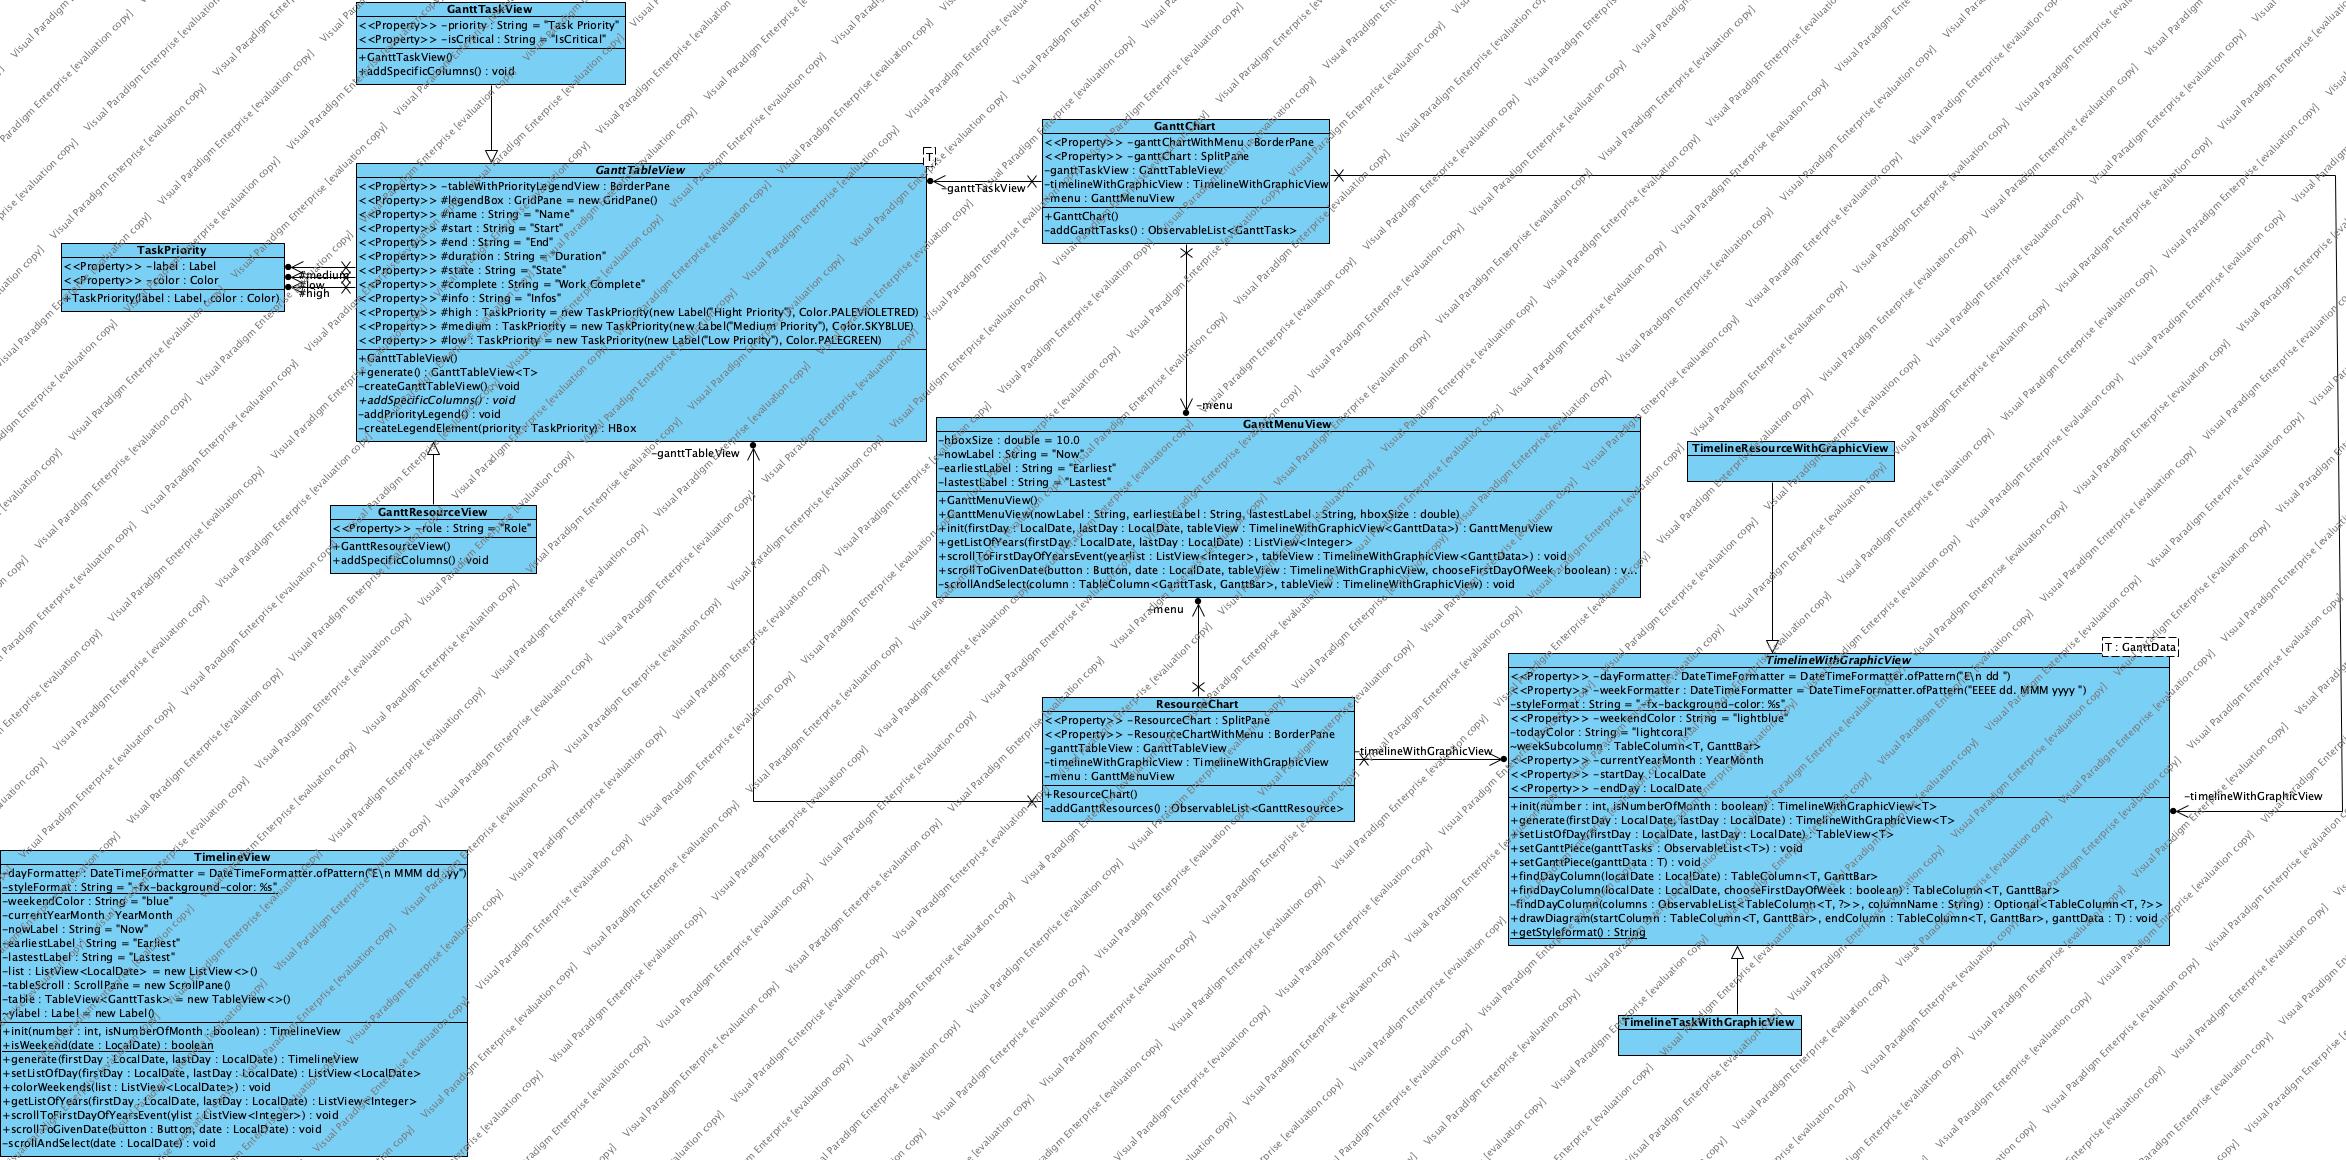 GanttTaskView
<<Property>> -priority : String = "Task Priority"
<<Property>> -isCritical : String = "IsCritical"
+GanttTaskView()
+addSpecificColumns() : void
GanttTableView
T
<<Property>> -tableWithPriorityLegendView : BorderPane
<<Property>> #legendBox : GridPane = new GridPane()
<<Property>> #name : String = "Name"
<<Property>> #start : String = "Start"
<<Property>> #end : String = "End"
<<Property>> #duration : String = "Duration"
<<Property>> #state : String = "State"
<<Property>> #complete : String = "Work Complete"
<<Property>> #info : String = "Infos"
<<Property>> #high : TaskPriority = new TaskPriority(new Label("Hight Priority"), Color.PALEVIOLETRED)
<<Property>> #medium : TaskPriority = new TaskPriority(new Label("Medium Priority"), Color.SKYBLUE)
<<Property>> #low : TaskPriority = new TaskPriority(new Label("Low Priority"), Color.PALEGREEN)
+GanttTableView()
+generate() : GanttTableView<T>
-createGanttTableView() : void
+addSpecificColumns() : void
-addPriorityLegend() : void
-createLegendElement(priority : TaskPriority) : HBox
TaskPriority
<<Property>> -label : Label
<<Property>> -color : Color
+TaskPriority(label : Label, color : Color)
#medium
#low
#high
GanttResourceView
<<Property>> -role : String = "Role"
+GanttResourceView()
+addSpecificColumns() : void
GanttChart
<<Property>> -ganttChartWithMenu : BorderPane
<<Property>> -ganttChart : SplitPane
-ganttTaskView : GanttTableView
-timelineWithGraphicView : TimelineWithGraphicView
-menu : GanttMenuView
+GanttChart()
-addGanttTasks() : ObservableList<GanttTask>
-ganttTaskView
-menu
-ganttTableView
GanttMenuView
-hboxSize : double = 10.0
-nowLabel : String = "Now"
-earliestLabel : String = "Earliest"
-lastestLabel : String = "Lastest"
+GanttMenuView()
+GanttMenuView(nowLabel : String, earliestLabel : String, lastestLabel : String, hboxSize : double)
+init(firstDay : LocalDate, lastDay : LocalDate, tableView : TimelineWithGraphicView<GanttData>) : GanttMenuView
+getListOfYears(firstDay : LocalDate, lastDay : LocalDate) : ListView<Integer>
+scrollToFirstDayOfYearsEvent(yearlist : ListView<Integer>, tableView : TimelineWithGraphicView<GanttData>) : void
+scrollToGivenDate(button : Button, date : LocalDate, tableView : TimelineWithGraphicView, chooseFirstDayOfWeek : boolean) : v...
-scrollAndSelect(column : TableColumn<GanttTask, GanttBar>, tableView : TimelineWithGraphicView) : void
-menu
ResourceChart
<<Property>> -ResourceChart : SplitPane
<<Property>> -ResourceChartWithMenu : BorderPane
-ganttTableView : GanttTableView
-timelineWithGraphicView : TimelineWithGraphicView
-menu : GanttMenuView
+ResourceChart()
-addGanttResources() : ObservableList<GanttResource>
-timelineWithGraphicView
TimelineResourceWithGraphicView
T : GanttData
TimelineWithGraphicView
<<Property>> -dayFormatter : DateTimeFormatter = DateTimeFormatter.ofPattern("E\n dd ")
<<Property>> -weekFormatter : DateTimeFormatter = DateTimeFormatter.ofPattern("EEEE dd. MMM yyyy ")
-styleFormat : String = "-fx-background-color: %s"
<<Property>> -weekendColor : String = "lightblue"
-todayColor : String = "lightcoral"
~weekSubcolumn : TableColumn<T, GanttBar>
<<Property>> -currentYearMonth : YearMonth
<<Property>> -startDay : LocalDate
<<Property>> -endDay : LocalDate
+init(number : int, isNumberOfMonth : boolean) : TimelineWithGraphicView<T>
+generate(firstDay : LocalDate, lastDay : LocalDate) : TimelineWithGraphicView<T>
+setListOfDay(firstDay : LocalDate, lastDay : LocalDate) : TableView<T>
+setGanttPiece(ganttTasks : ObservableList<T>) : void
+setGanttPiece(ganttData : T) : void
+findDayColumn(localDate : LocalDate) : TableColumn<T, GanttBar>
+findDayColumn(localDate : LocalDate, chooseFirstDayOfWeek : boolean) : TableColumn<T, GanttBar>
-findDayColumn(columns : ObservableList<TableColumn<T, ?>>, columnName : String) : Optional<TableColumn<T, ?>>
+drawDiagram(startColumn : TableColumn<T, GanttBar>, endColumn : TableColumn<T, GanttBar>, ganttData : T) : void
+getStyleformat() : String
-timelineWithGraphicView
TimelineTaskWithGraphicView
TimelineView
-dayFormatter : DateTimeFormatter = DateTimeFormatter.ofPattern("E\n MMM dd .yy")
-styleFormat : String = "-fx-background-color: %s"
-weekendColor : String = "blue"
-currentYearMonth : YearMonth
-nowLabel : String = "Now"
-earliestLabel : String = "Earliest"
-lastestLabel : String = "Lastest"
-list : ListView<LocalDate> = new ListView<>()
-tableScroll : ScrollPane = new ScrollPane()
-table : TableView<GanttTask> = new TableView<>()
~ylabel : Label = new Label()
+init(number : int, isNumberOfMonth : boolean) : TimelineView
+isWeekend(date : LocalDate) : boolean
+generate(firstDay : LocalDate, lastDay : LocalDate) : TimelineView
+setListOfDay(firstDay : LocalDate, lastDay : LocalDate) : ListView<LocalDate>
+colorWeekends(list : ListView<LocalDate>) : void
+getListOfYears(firstDay : LocalDate, lastDay : LocalDate) : ListView<Integer>
+scrollToFirstDayOfYearsEvent(ylist : ListView<Integer>) : void
+scrollToGivenDate(button : Button, date : LocalDate) : void
-scrollAndSelect(date : LocalDate) : void
Visual Paradigm Enterprise [evaluation copy]